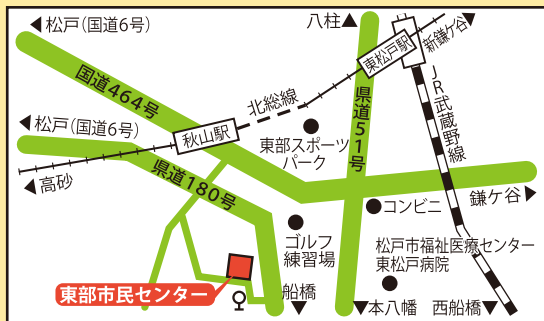 ◀松戸(国道6号)
八柱▲
新鎌ケ谷▶
東松戸駅
国道464号
北総線
JR武蔵野線
◀松戸(国道6号)
秋山駅
東部スポーツ
パーク
県道51号
◀高砂
県道180号
鎌ケ谷▶
コンビニ
ゴルフ
練習場
松戸市福祉医療センター
東松戸病院
東部市民センター
船橋
▼
▼本八幡
西船橋▼